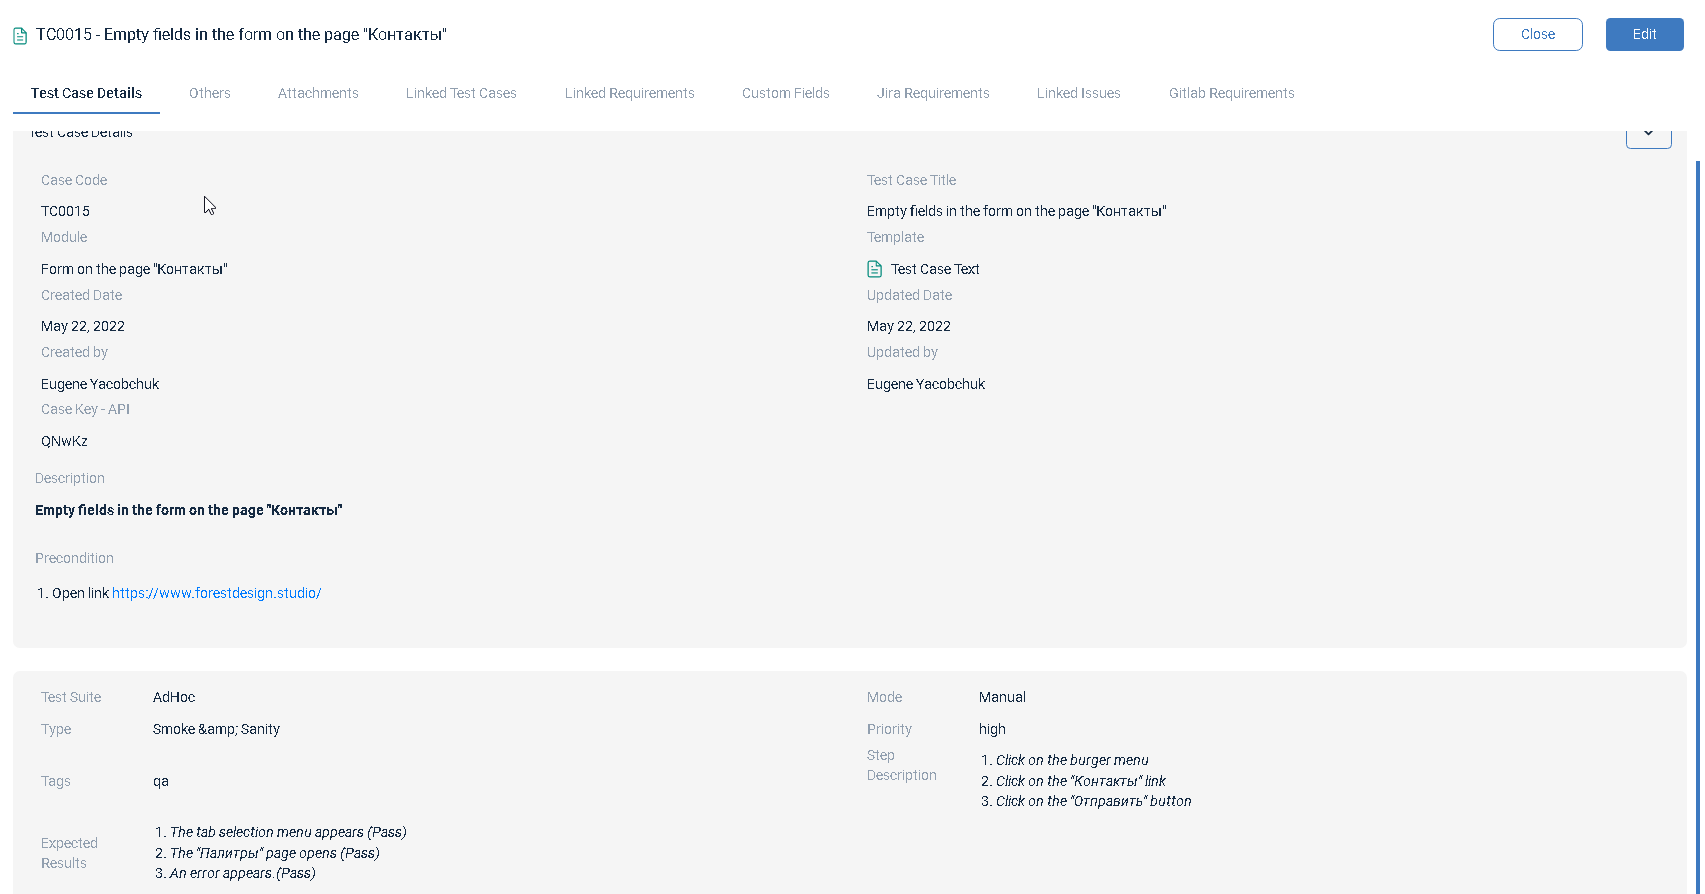 TC0015 - Empty fields in the form on the page "Контакты"
Close
Edit
Test Case Details
Others
Attachments
Linked Test Cases
Linked Requirements
Custom Fields
Jira Requirements
Linked Issues
Gitlab Requirements
Test Case Details
Case Code
Test Case Title
TC0015
Empty fields in the form on the page "Контакты"
Module
Template
Form on the page "Контакты"
Test Case Text
Created Date
Updated Date
May 22, 2022
May 22, 2022
Created by
Updated by
Eugene Yacobchuk
Eugene Yacobchuk
Case Key - API
QNwKz
Description
Empty fields in the form on the page "Контакты"
Precondition
1. Open link https://www.forestdesign.studio/
Test Suite
AdHoc
Mode
Manual
Type
Smoke &amp; Sanity
Priority
high
Step
Description
1. Click on the burger menu
2. Click on the "Контакты" link
3. Click on the "Отправить" button
Tags
qa
Expected
Results
1. The tab selection menu appears (Pass)
2. The "Палитры" page opens (Pass)
3. An error appears.(Pass)